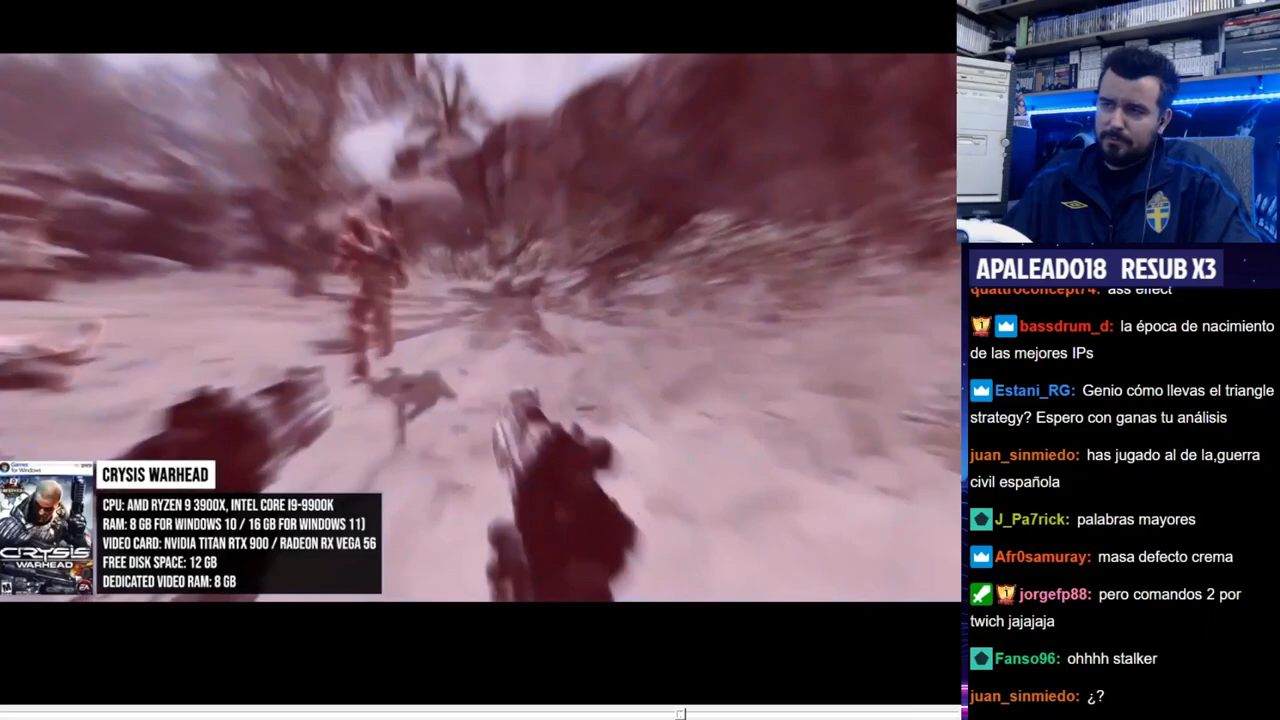 CRYSIS WARHEAD
CPU: AMD RYZEN 9 3900X, INTEL CORE I9-9900K
RAM: 8 GB FOR WINDOWS 10 / 16 GB FOR WINDOWS 11)
VIDEO CARD: NVIDIA TITAN RTX 900 / RADEON RX VEGA 56
FREE DISK SPACE: 12 GB
DEDICATED VIDEO RAM: 8 GB
Games for Windows
CRYSIS
WARHEAD
EA
APALEADO18 RESUB X3
quattroconcept74: ass effect
bassdrum_d: la época de nacimiento
de las mejores IPs
Estani_RG: Genio cómo llevas el triangle
strategy? Espero con ganas tu análisis
juan_sinmiedo: has jugado al de la,guerra
civil española
J_Pa7rick: palabras mayores
Afr0samuray: masa defecto crema
jorgefp88: pero comandos 2 por
twich jajajaja
Fanso96: ohhhh stalker
juan_sinmiedo: ¿?